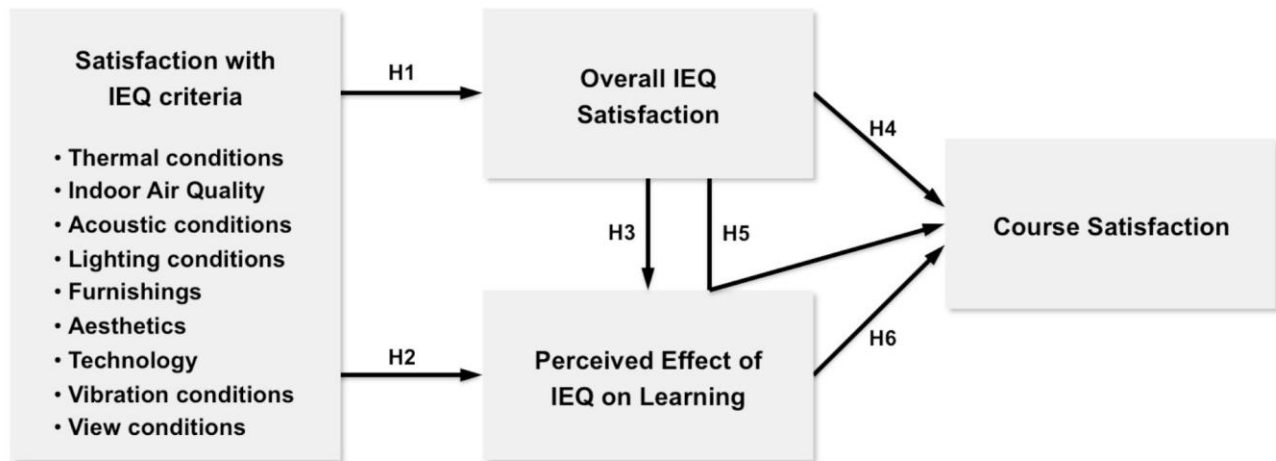 Satisfaction with
IEQ criteria
• Thermal conditions
• Indoor Air Quality
• Acoustic conditions
• Lighting conditions
• Furnishings
• Aesthetics
• Technology
• Vibration conditions
• View conditions
H1
H2
Overall IEQ
Satisfaction
H3
H5
H4
Perceived Effect of
IEQ on Learning
H6
Course Satisfaction